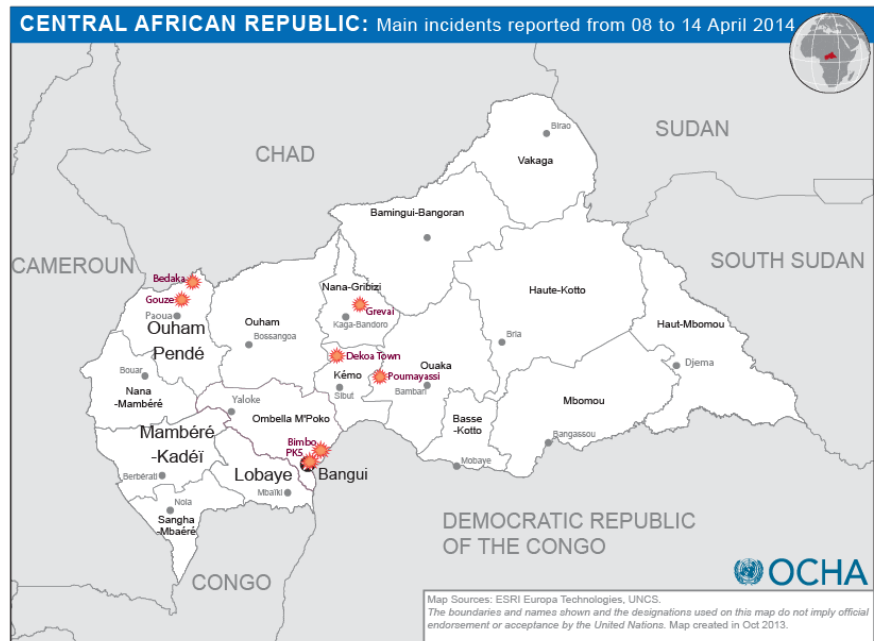 CENTRAL AFRICAN REPUBLIC: Main incidents reported from 08 to 14 April 2014
SUDAN
Birao
CHAD
Vakaga
Bamingui-Bangoran
CAMEROUN
SOUTH SUDAN
Bedaka
Nana-Gribizi
Haute-Kotto
Gouze
Grevai
Paoua
Kaga-Bandoro
Ouham
Haut-Mbomou
Ouham
Pendé
Bossangoa
Bria
Dekoa Town
Ouaka
Djema
Bouar
Kémo
Poumayassi
Nana
-Mambéré
Sibut
Bambari
Yaloke
Mbomou
Ombella M'Poko
Basse
-Kotto
Mambéré
-Kadéï
Bimbo
PK5
Bangassou
Berbérati
Lobaye
Bangui
Mobaye
Mbaïki
Nola
Sangha
-Mbaéré
DEMOCRATIC REPUBLIC
OF THE CONGO
CONGO
OCHA
Map Sources: ESRI Europa Technologies, UNCS.
The boundaries and names shown and the designations used on this map do not imply official
endorsement or acceptance by the United Nations. Map created in Oct 2013.